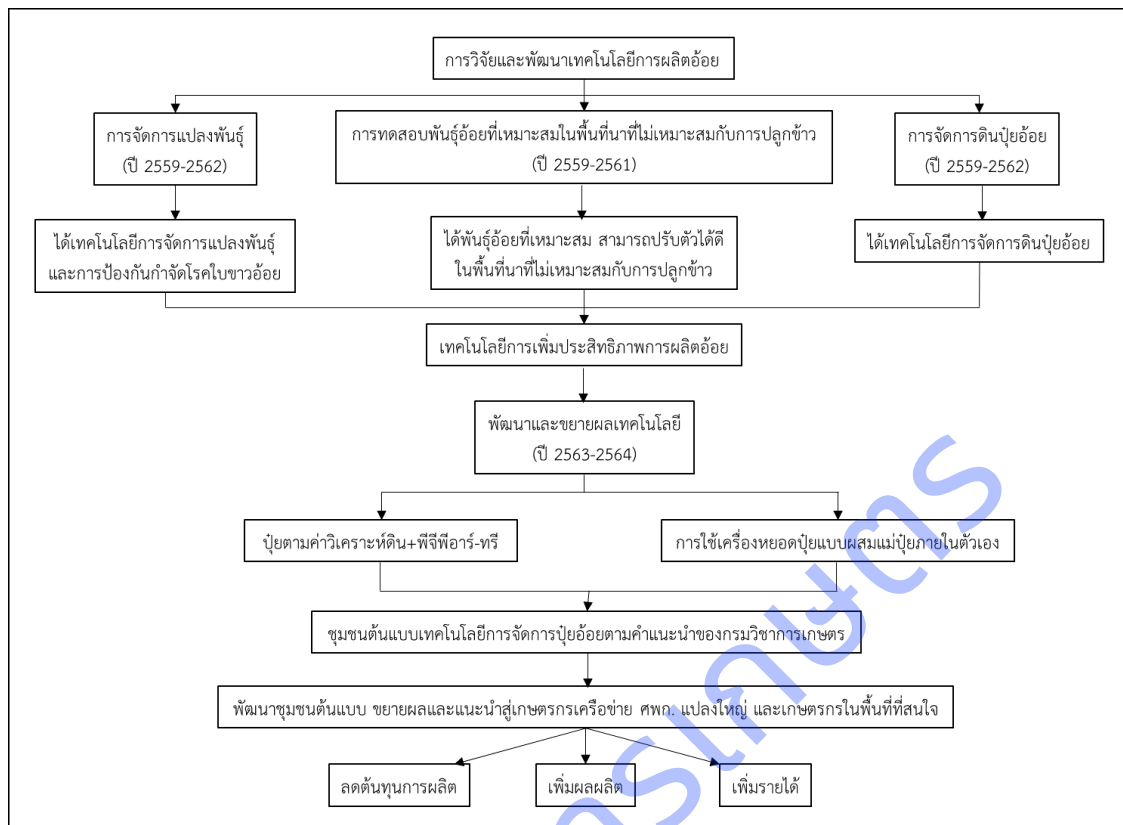 การวิจัยและพัฒนาเทคโนโลยีการผลิตอ้อย
การจัดการแปลงพันธุ์
(ปี 2559-2562)
การทดสอบพันธุ์อ้อยที่เหมาะสมในพื้นที่นาที่ไม่เหมาะสมกับการปลูกข้าว
(ปี 2559-2561)
การจัดการดินปุ๋ยอ้อย
(ปี 2559-2562)
ได้เทคโนโลยีการจัดการแปลงพันธุ์
และการป้องกันกำจัดโรคใบขาวอ้อย
ได้พันธุ์อ้อยที่เหมาะสม สามารถปรับตัวได้ดี
ในพื้นที่นาที่ไม่เหมาะสมกับการปลูกข้าว
ได้เทคโนโลยีการจัดการดินปุ๋ยอ้อย
เทคโนโลยีการเพิ่มประสิทธิภาพการผลิตอ้อย
พัฒนาและขยายผลเทคโนโลยี
(ปี 2563-2564)
ปุ๋ยตามค่าวิเคราะห์ดิน+พีจีพีอาร์-ทรี
การใช้เครื่องหยอดปุ๋ยแบบผสมแม่ปุ๋ยภายในตัวเอง
ชุมชนต้นแบบเทคโนโลยีการจัดการปุ๋ยอ้อยตามคำแนะนำของกรมวิชาการเกษตร
พัฒนาชุมชนต้นแบบ ขยายผลและแนะนำสู่เกษตรกรเครือข่าย ศพก. แปลงใหญ่ และเกษตรกรในพื้นที่ที่สนใจ
ลดต้นทุนการผลิต
เพิ่มผลผลิต
เพิ่มรายได้
ารเกษตร